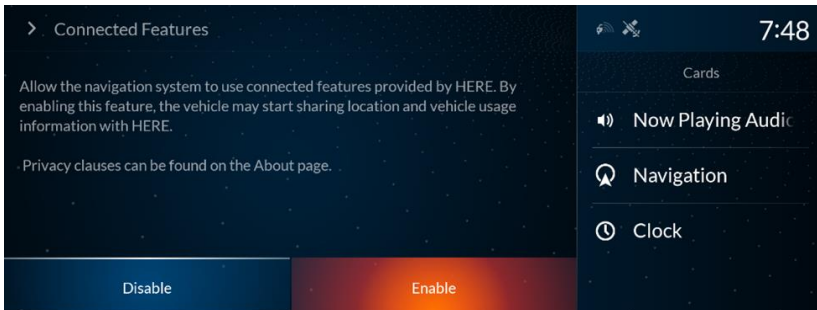 Connected Features
Allow the navigation system to use connected features provided by HERE. By
enabling this feature, the vehicle may start sharing location and vehicle usage
information with HERE.
Privacy clauses can be found on the About page.
Disable
Enable
7:48
Cards
Now Playing Audio
Navigation
Clock